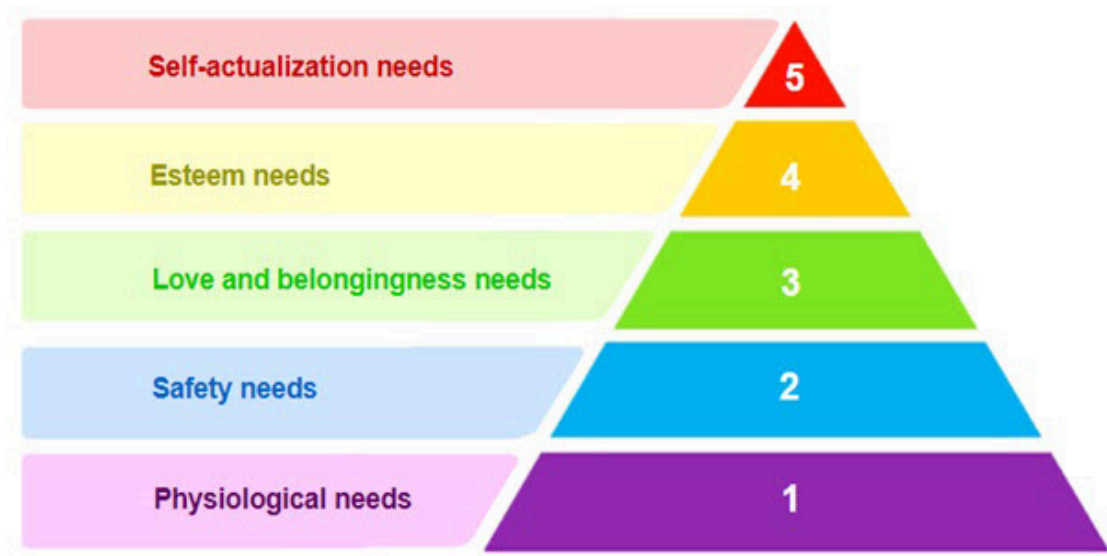 Self-actualization needs
5
Esteem needs
4
Love and belongingness needs
3
Safety needs
2
Physiological needs
1